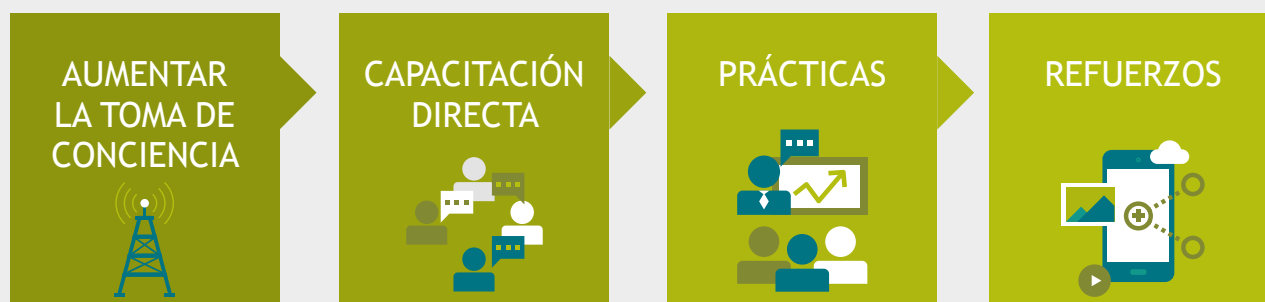 AUMENTAR
LA TOMA DE
CONCIENCIA
CAPACITACIÓN
DIRECTA
PRÁCTICAS
REFUERZOS